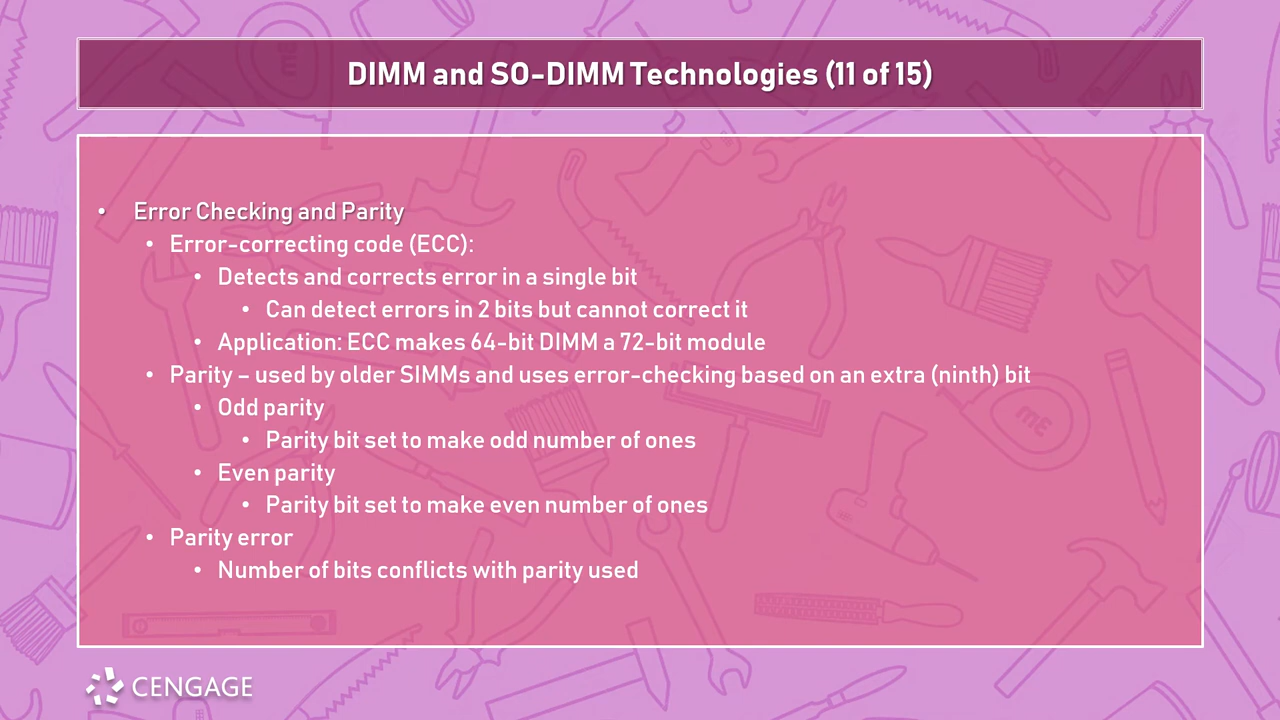 DIMM and SO-DIMM Technologies (11 of 15)
• Error Checking and Parity
• Error-correcting code (ECC):
• Detects and corrects error in a single bit
• Can detect errors in 2 bits but cannot correct it
• Application: ECC makes 64-bit DIMM a 72-bit module
• Parity – used by older SIMMs and uses error-checking based on an extra (ninth) bit
• Odd parity
• Parity bit set to make odd number of ones
• Even parity
• Parity bit set to make even number of ones
• Parity error
• Number of bits conflicts with parity used
CENGAGE